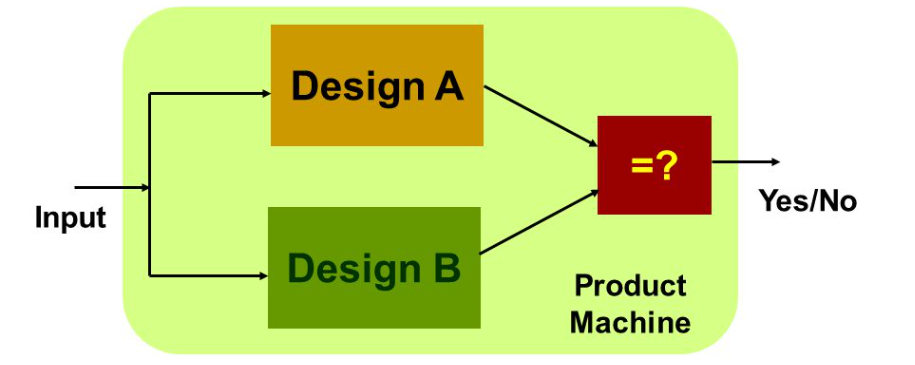 Input
Design A
Design B
=?
Product
Machine
Yes/No